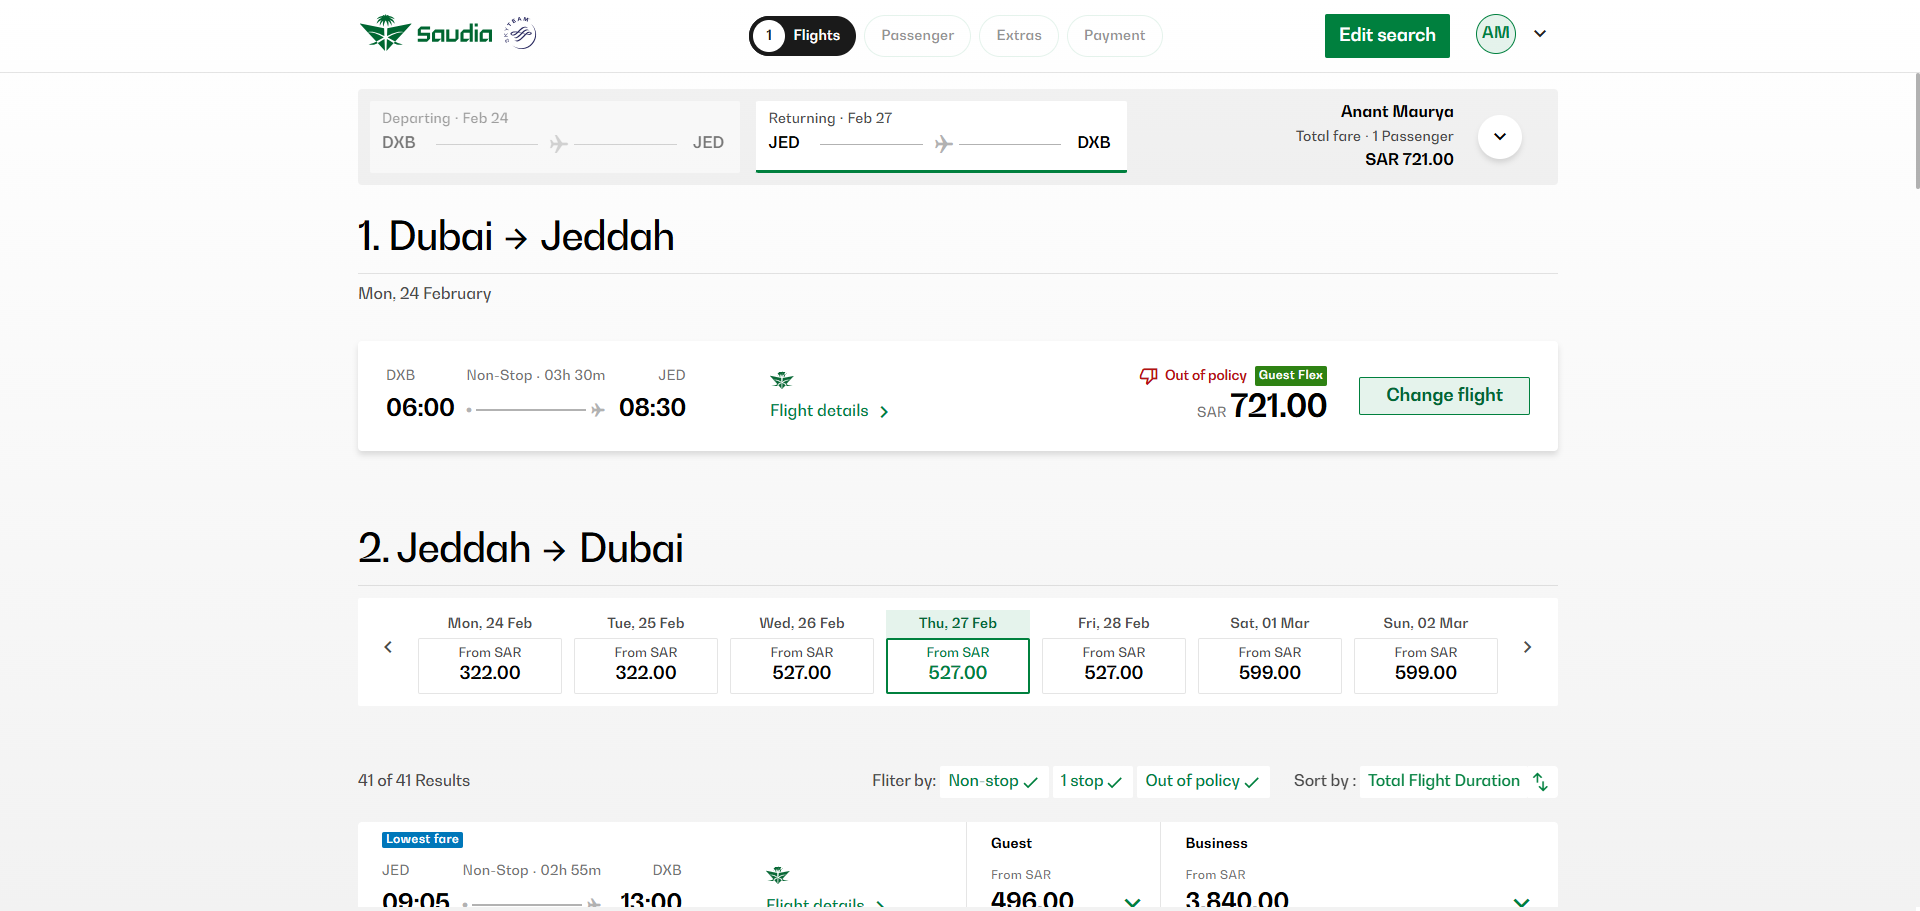 Saudia
SKYTEAM
1 Flights
Passenger
Extras
Payment
Edit search
AM
Departing · Feb 24
DXB
JED
Returning · Feb 27
JED
DXB
Anant Maurya
Total fare · 1 Passenger
SAR 721.00
1. Dubai → Jeddah
Mon, 24 February
DXB
Non-Stop · 03h 30m
JED
06:00
08:30
Flight details
Out of policy
Guest Flex
SAR 721.00
Change flight
2. Jeddah → Dubai
Mon, 24 Feb
From SAR
322.00
Tue, 25 Feb
From SAR
322.00
Wed, 26 Feb
From SAR
527.00
Thu, 27 Feb
From SAR
527.00
Fri, 28 Feb
From SAR
527.00
Sat, 01 Mar
From SAR
599.00
Sun, 02 Mar
From SAR
599.00
41 of 41 Results
Fliter by:
Non-stop
1 stop
Out of policy
Sort by :
Total Flight Duration
Lowest fare
JED
Non-Stop · 02h 55m
DXB
09:05
13:00
Flight details
Guest
From SAR
496.00
Business
From SAR
3,840.00